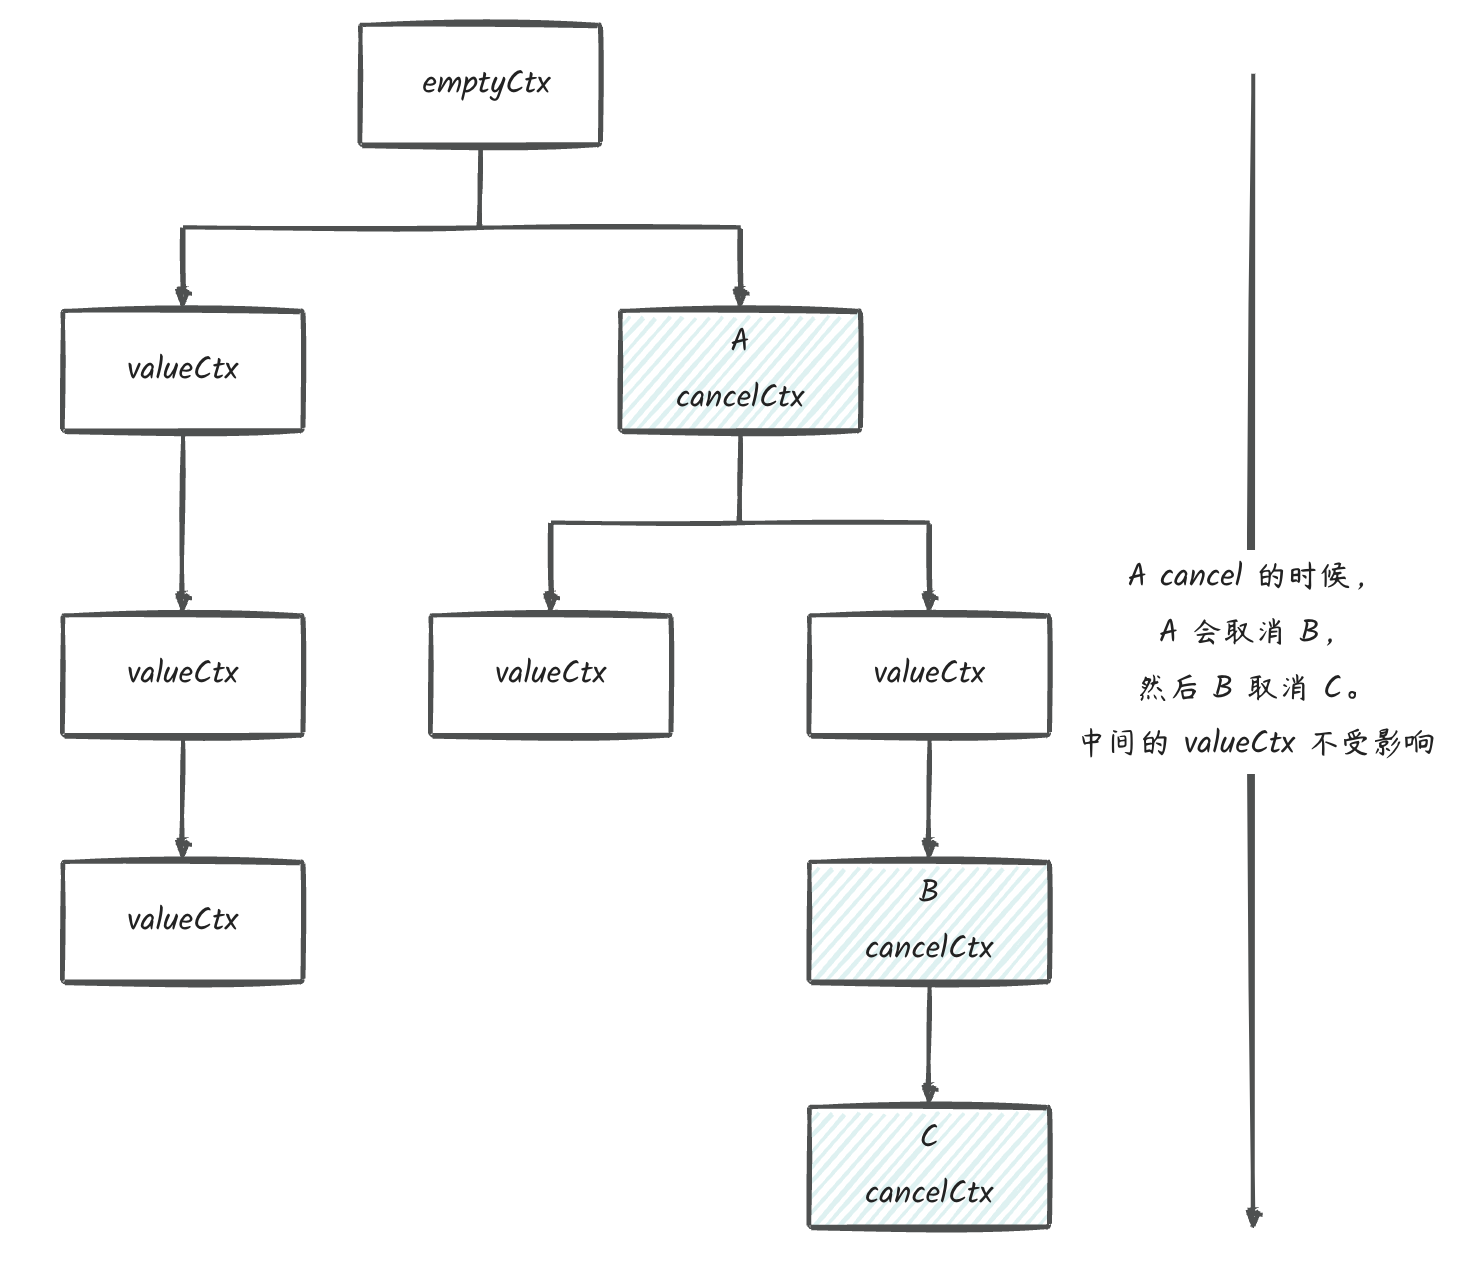 emptyCtx
valueCtx
A
cancelCtx
valueCtx
valueCtx
valueCtx
A cancel 的时候，
A 会取消 B，
然后 B 取消 C。
中间的 valueCtx 不受影响
valueCtx
B
cancelCtx
C
cancelCtx